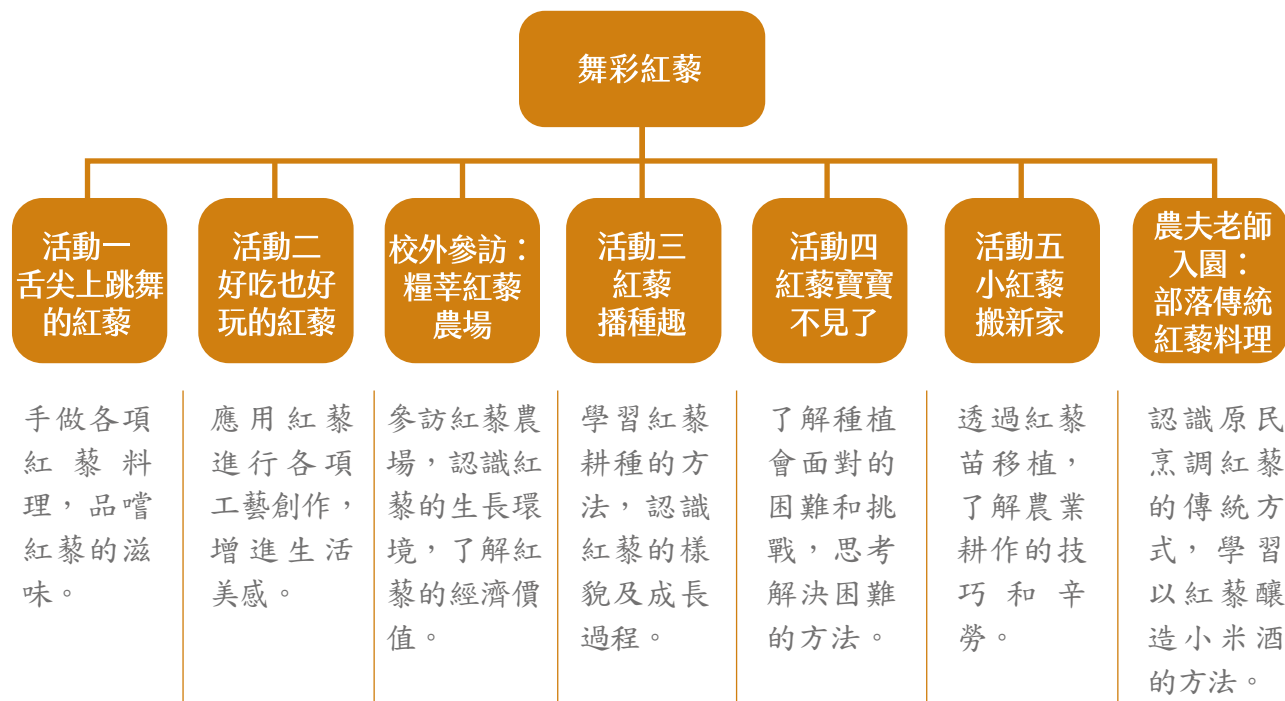 舞彩紅藜
活動一
舌尖上跳舞
的紅藜
活動二
好吃也好
玩的紅藜
校外參訪：
糧莘紅藜
農場
活動三
紅藜
播種趣
活動四
紅藜寶寶
不見了
活動五
小紅藜
搬新家
農夫老師
入園：
部落傳統
紅藜料理
手做各項
紅藜料
理，品嚐
紅藜的滋
味。
應用紅藜
進行各項
工藝創作，
增進生活
美感。
參訪紅藜農
場，認識紅
藜的生長環
境，了解紅
藜的經濟價
值。
學習紅藜
耕種的方
法，認識
紅藜的樣
貌及成長
過程。
了解種植
會面對的
困難和挑
戰，思考
解決困難
的方法。
透過紅藜
苗移植，
了解農業
耕作的技
巧和辛
勞。
認識原民
烹調紅藜
的傳統方
式，學習
以紅藜釀
造小米酒
的方法。